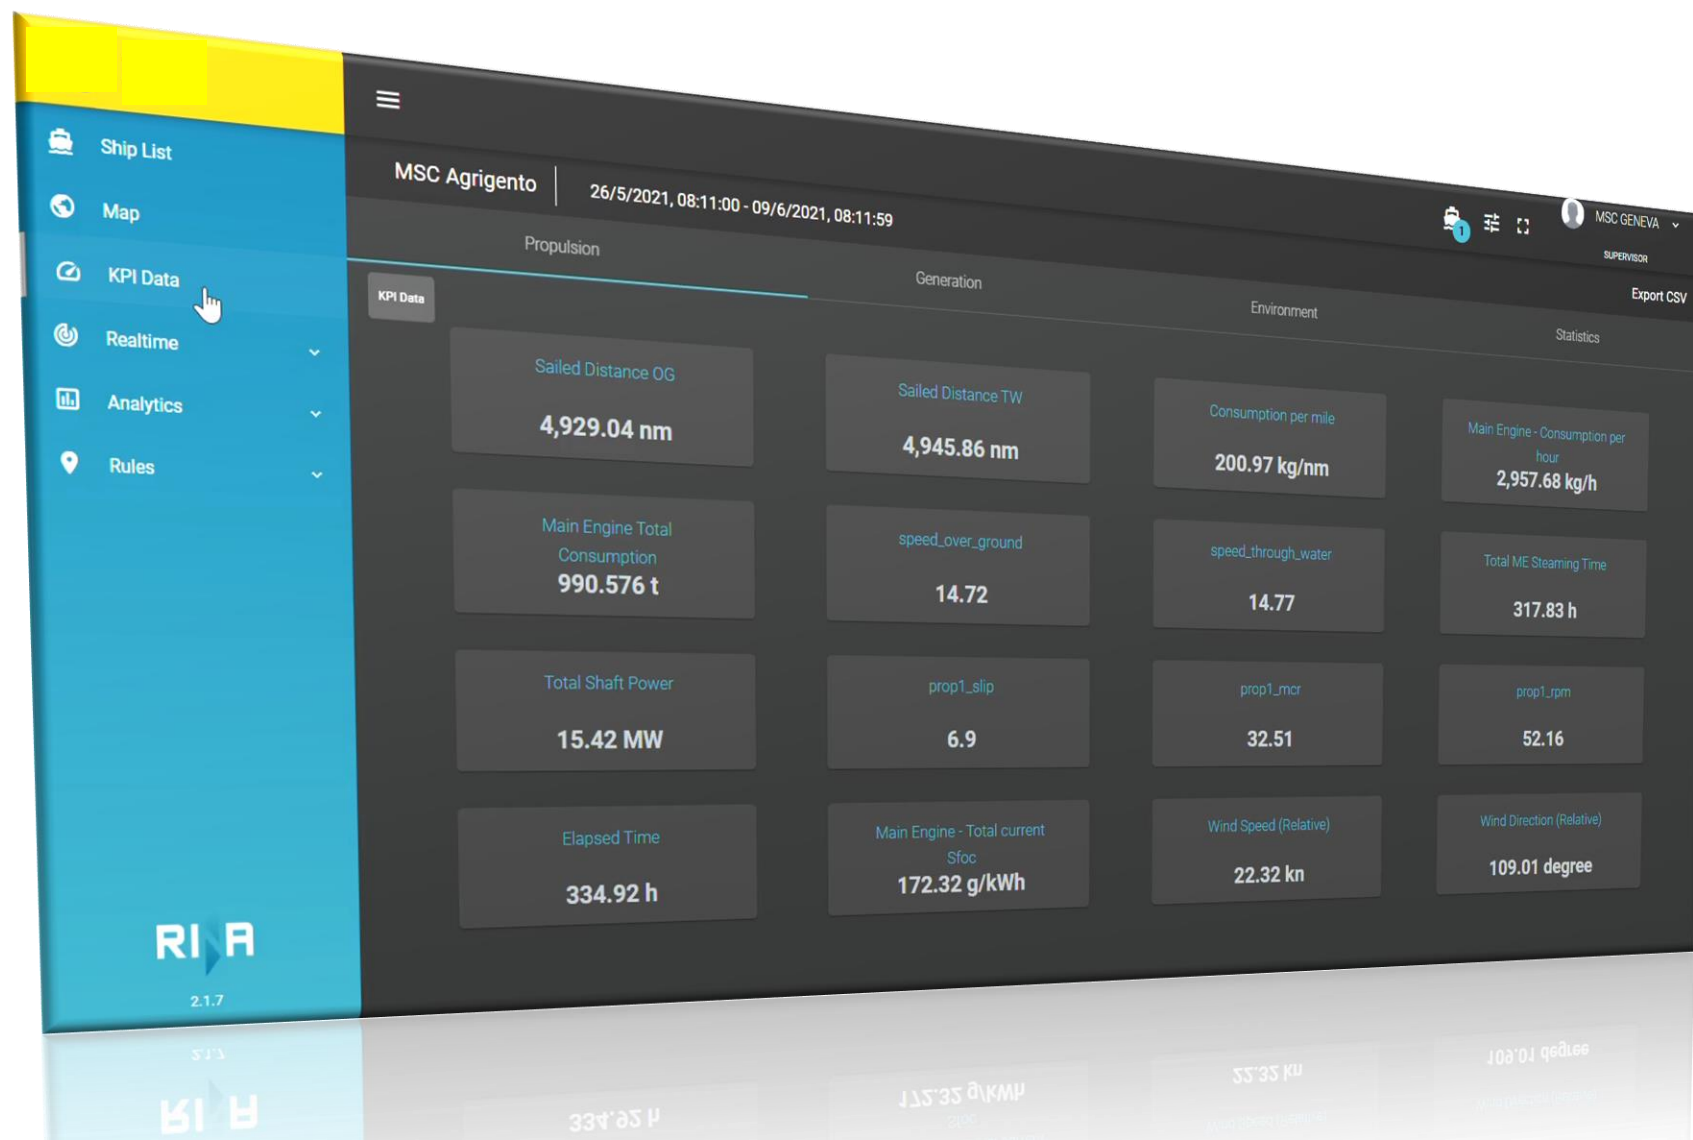 Ship List
Map
KPI Data
Realtime
Analytics
Rules
RINA
2.1.7
MSC Agrigento
26/5/2021, 08:11:00 - 09/6/2021, 08:11:59
1
MSC GENEVA
SUPERVISOR
Export CSV
Propulsion
Generation
Environment
Statistics
KPI Data
Sailed Distance OG
4,929.04 nm
Sailed Distance TW
4,945.86 nm
Consumption per mile
200.97 kg/nm
Main Engine - Consumption per
hour
2,957.68 kg/h
Main Engine Total
Consumption
990.576 t
speed_over_ground
14.72
speed_through_water
14.77
Total ME Steaming Time
317.83 h
Total Shaft Power
15.42 MW
prop1_slip
6.9
prop1_mcr
32.51
prop1_rpm
52.16
Elapsed Time
334.92 h
Main Engine - Total current
Sfoc
172.32 g/kWh
Wind Speed (Relative)
22.32 kn
Wind Direction (Relative)
109.01 degree